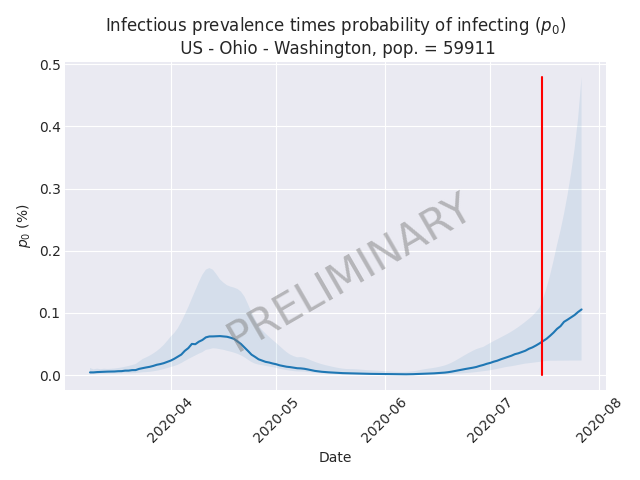 Infectious prevalence times probability of infecting (p₀)
US - Ohio - Washington, pop. = 59911
0.5
0.4
0.3
0.2
0.1
0.0
p₀ (%)
PRELIMINARY
2020-04
2020-05
2020-06
2020-07
2020-08
Date